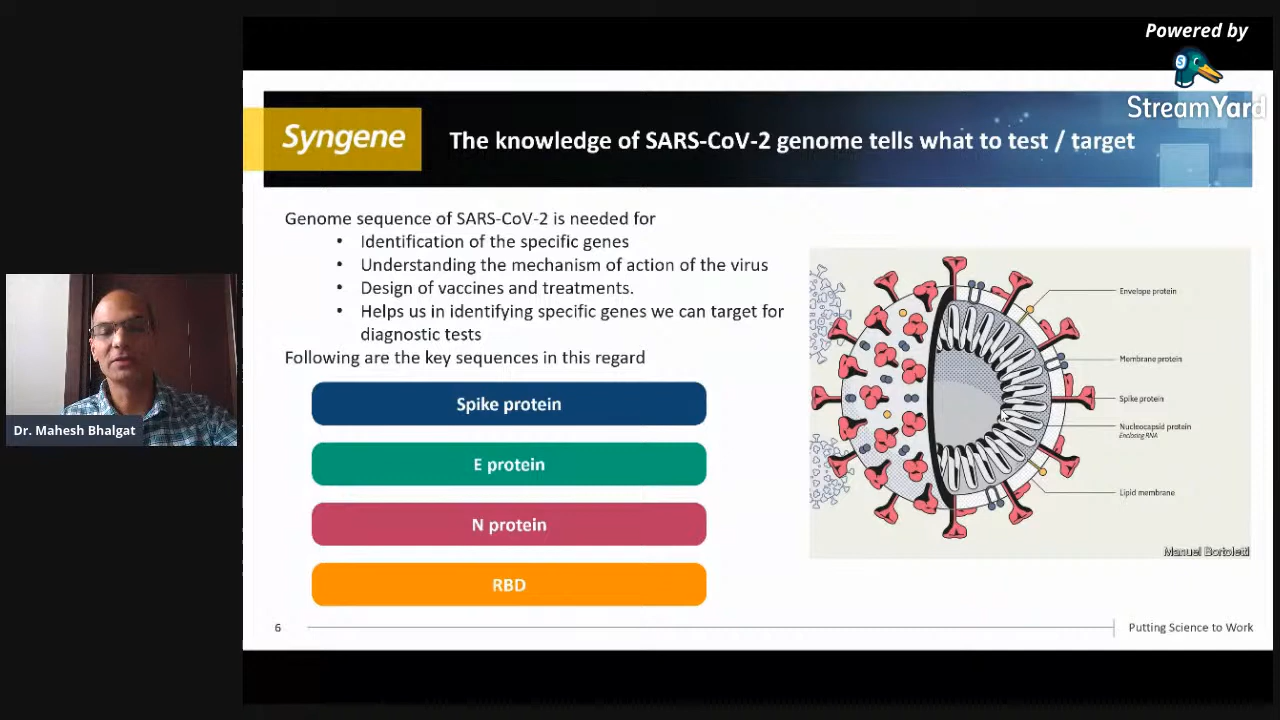 Powered by
StreamYard
Syngene
The knowledge of SARS-CoV-2 genome tells what to test / target
Genome sequence of SARS-CoV-2 is needed for
• Identification of the specific genes
• Understanding the mechanism of action of the virus
• Design of vaccines and treatments.
• Helps us in identifying specific genes we can target for
diagnostic tests
Following are the key sequences in this regard
Spike protein
E protein
N protein
RBD
Envelope protein
Membrane protein
Spike protein
Nucleocapsid protein
Enclosing RNA
Lipid membrane
Manuel Bortoletti
Dr. Mahesh Bhalgat
6
Putting Science to Work